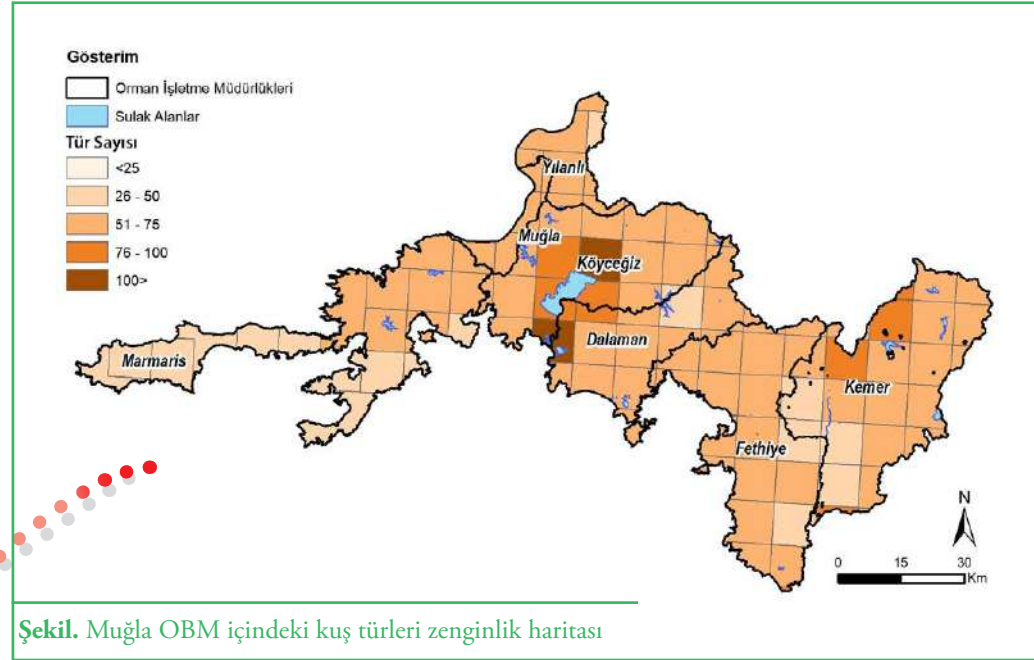 Gösterim
Orman İşletme Müdürlükleri
Sulak Alanlar
Tür Sayısı
<25
26 - 50
51 - 75
76 - 100
100>
Yılanlı
Muğla
Köyceğiz
Marmaris
Dalaman
Kemer
Fethiye
N
0 15 30
Km
Şekil. Muğla OBM içindeki kuş türleri zenginlik haritası